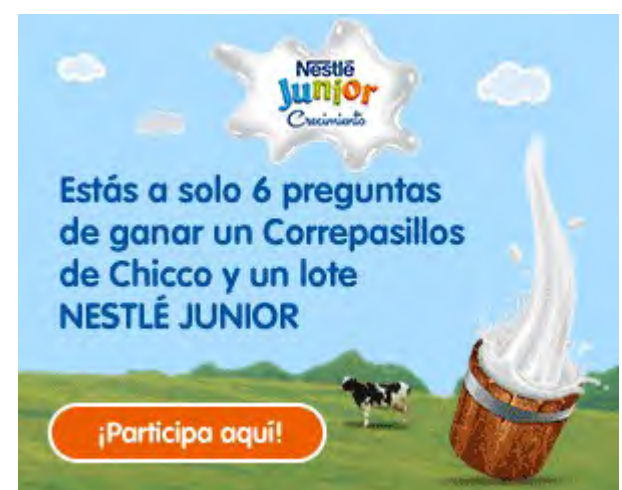 Nestlé
Junior
Crecimiento
Estás a solo 6 preguntas
de ganar un Correpasillos
de Chicco y un lote
NESTLÉ JUNIOR
¡Participa aquí!